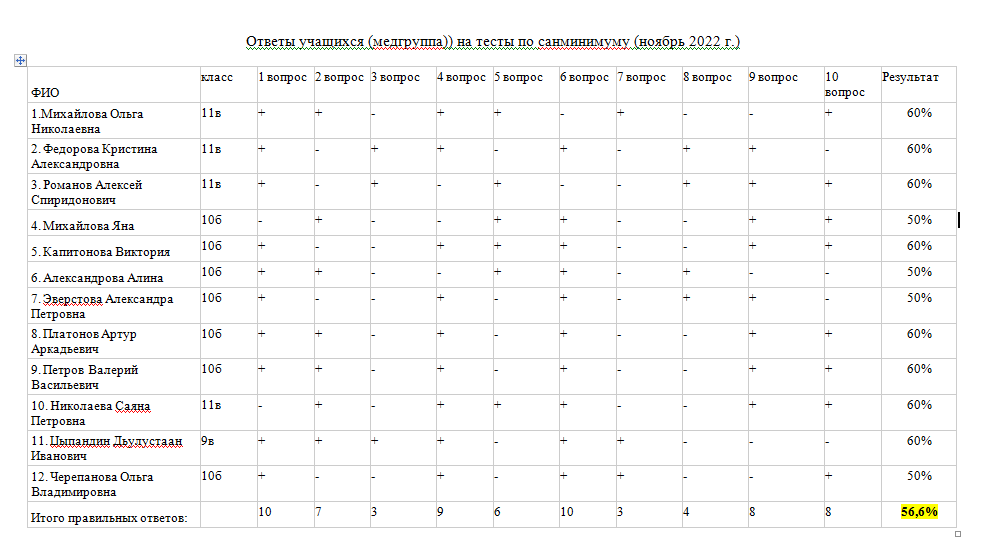 Ответы учащихся (медгруппа)) на тесты по санминимуму (ноябрь 2022 г.)
ФИО класс 1 вопрос 2 вопрос 3 вопрос 4 вопрос 5 вопрос 6 вопрос 7 вопрос 8 вопрос 9 вопрос 10 вопрос Результат
1.Михайлова Ольга Николаевна 11в + + - + + - + - - + 60%
2. Федорова Кристина Александровна 11в + - + + - + - + + - 60%
3. Романов Алексей Спиридонович 11в + - + - + - - + + + 60%
4. Михайлова Яна 10б - + - - + + - - + + 50%
5. Капитонова Виктория 10б + - - + + + - - + + 60%
6. Александрова Алина 10б + + - - + + - + - - 50%
7. Эверстова Александра Петровна 10б + - - + - + - + + - 50%
8. Платонов Артур Аркадьевич 10б + + - + - + - - + + 60%
9. Петров Валерий Васильевич 10б + + - + - + - - + + 60%
10. Николаева Саяна Петровна 11в - + - + + + - - + + 60%
11. Цыпандин Дьулустаан Иванович 9в + + + + - + + - - - 60%
12. Черепанова Ольга Владимировна 10б + - - + - + + - - + 50%
Итого правильных ответов: 10 7 3 9 6 10 3 4 8 8 56,6%